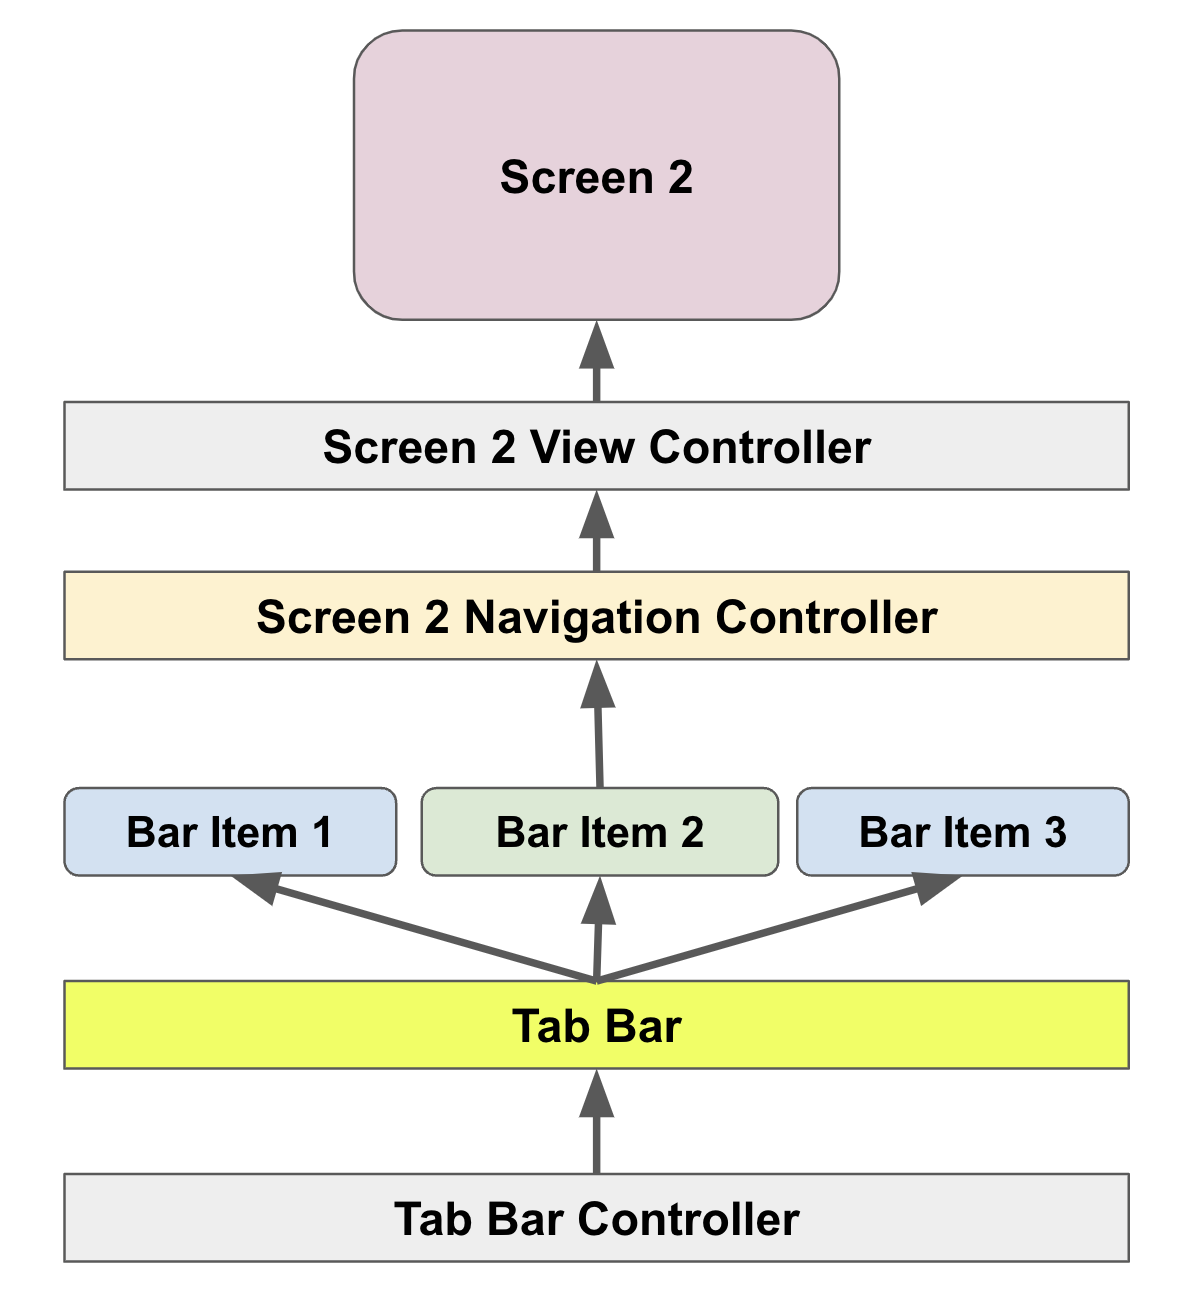 Screen 2
Screen 2 View Controller
Screen 2 Navigation Controller
Bar Item 1
Bar Item 2
Bar Item 3
Tab Bar
Tab Bar Controller